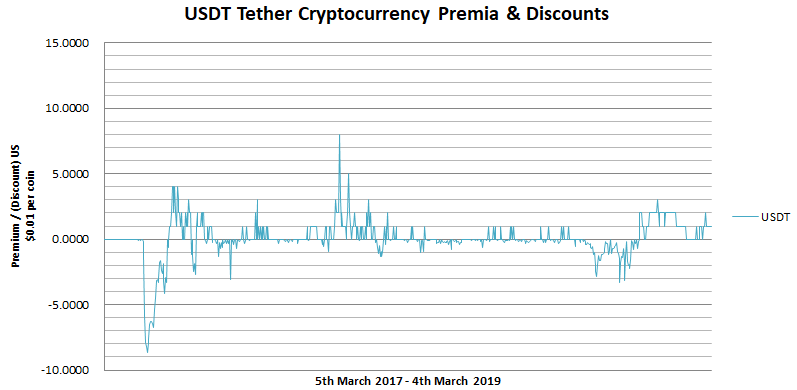 USDT Tether Cryptocurrency Premia & Discounts
15.0000
10.0000
5.0000
0.0000
-5.0000
-10.0000
Premium / (Discount) US
$0.01 per coin
USDT
5th March 2017 - 4th March 2019